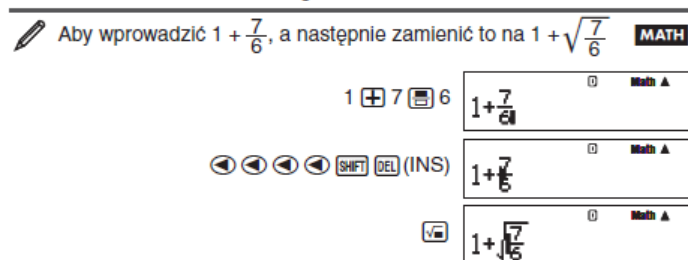 Aby wprowadzić 1 + 7/6, a następnie zamienić to na 1 + √7/6 MATH
1 + 7 6 D Math ▲
1+7/6
◀ ◀ ◀ ◀ SHIFT DEL (INS) D Math ▲
1+7/6
√■ D Math ▲
1+√7/6